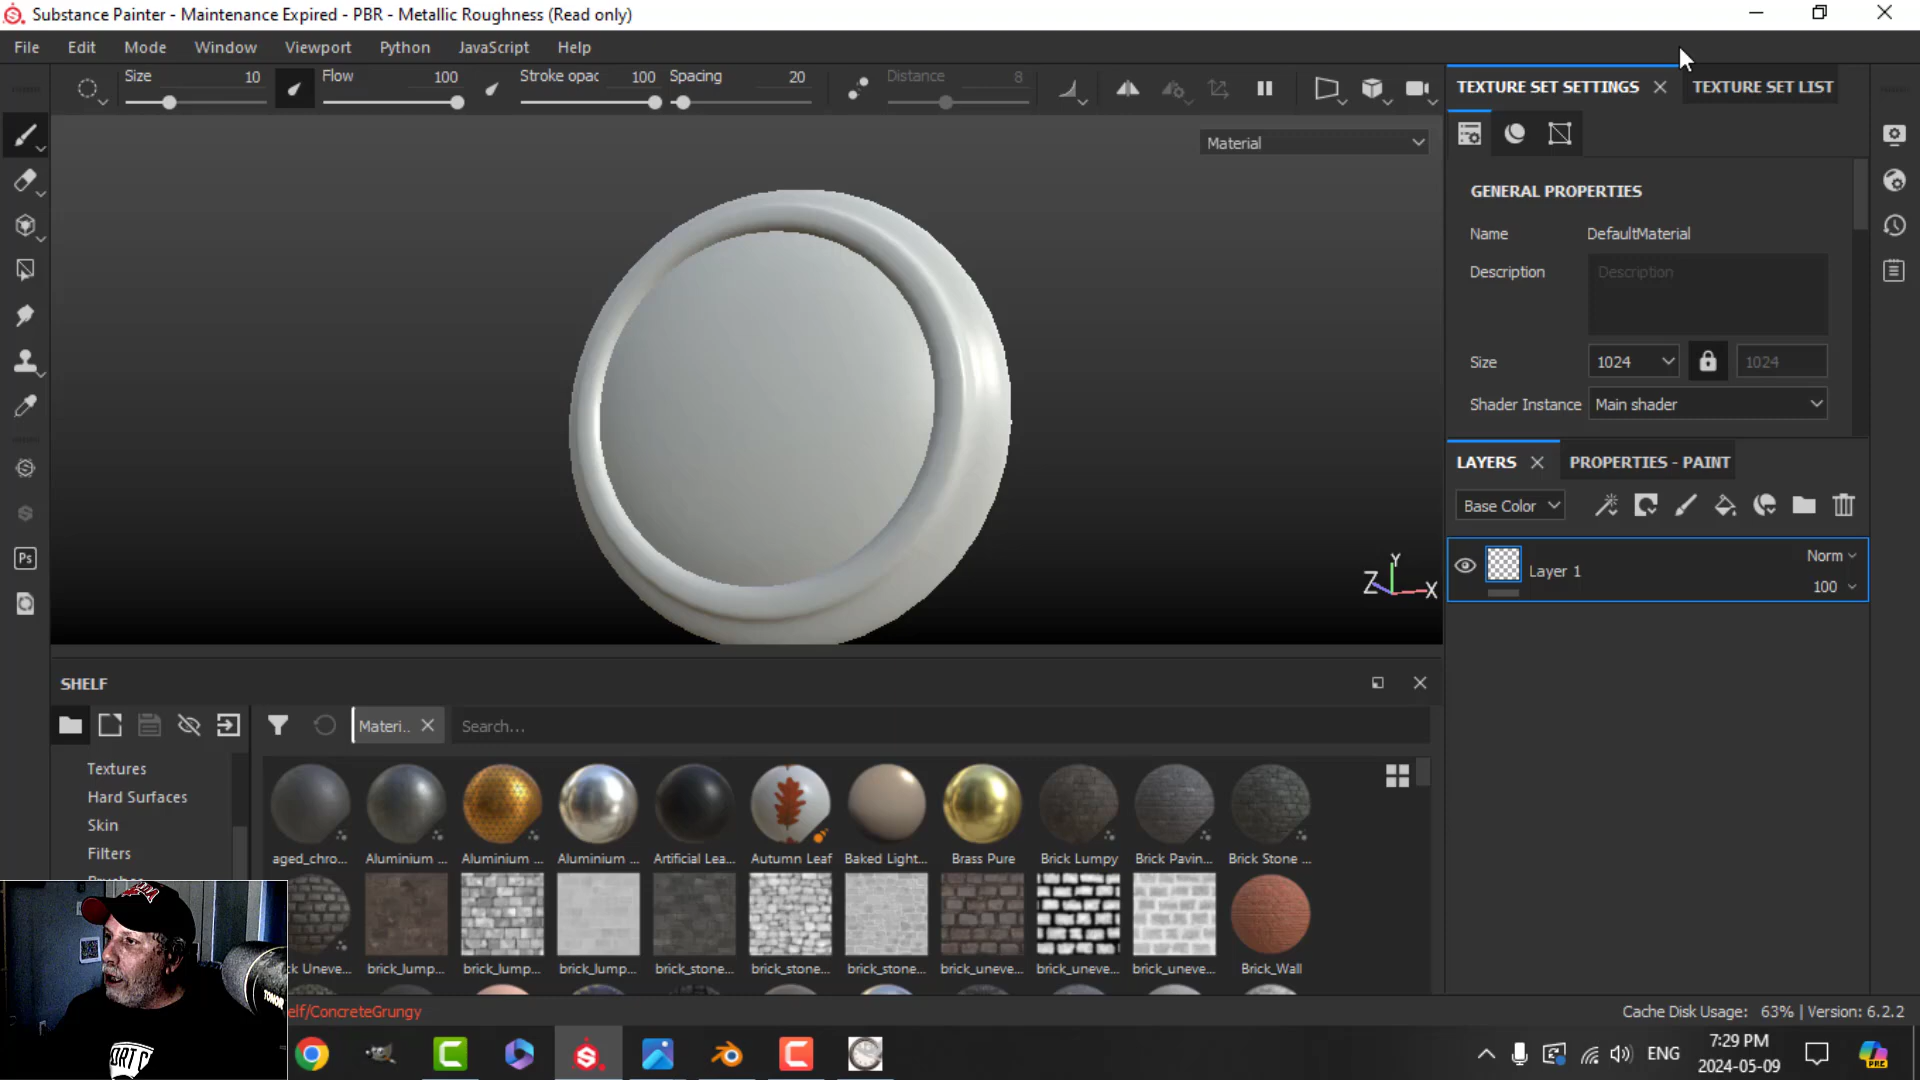 Substance Painter - Maintenance Expired - PBR - Metallic Roughness (Read only)
File Edit Mode Window Viewport Python JavaScript Help
Size 10 Flow 100 Stroke opac 100 Spacing 20 Distance 8
TEXTURE SET SETTINGS TEXTURE SET LIST
Material
GENERAL PROPERTIES
Name DefaultMaterial
Description Description
Size 1024 1024
Shader Instance Main shader
LAYERS PROPERTIES - PAINT
Base Color
Layer 1 Norm
100
Y
Z X
Ps
SHELF
Materi.. Search...
Textures
Hard Surfaces
Skin
Filters
aged_chro... Aluminium ... Aluminium ... Aluminium ... Artificial Lea... Autumn Leaf Baked Light... Brass Pure Brick Lumpy Brick Pavin... Brick Stone ...
ck Uneve... brick_lump... brick_lump... brick_lump... brick_stone... brick_stone... brick_stone... brick_uneve... brick_uneve... brick_uneve... Brick_Wall
elf/ConcreteGrungy
Cache Disk Usage: 63% | Version: 6.2.2
ENG
7:29 PM
2024-05-09
PRE